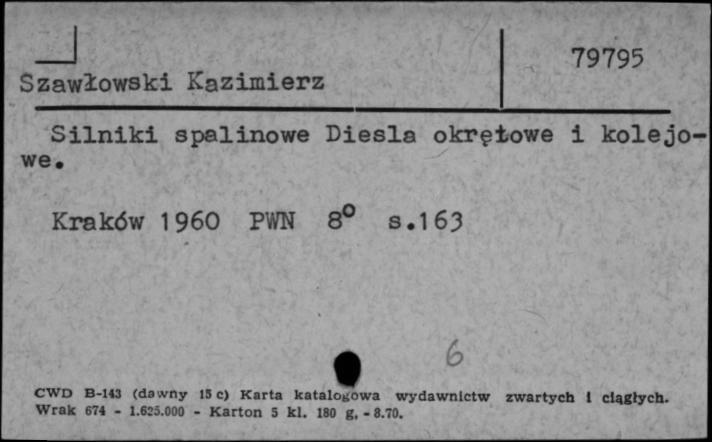 79795
Szawłowski Kazimierz
Silniki spalinowe Diesla okrętowe i kolejo-
we.
Kraków 1960 PWN 8° s.163
6
CWD B-143 (dawny 15 c) Karta katalogowa wydawnictw zwartych i ciągłych.
Wrak 674 - 1.625.000 - Karton 5 kl. 180 g, - 8.70.